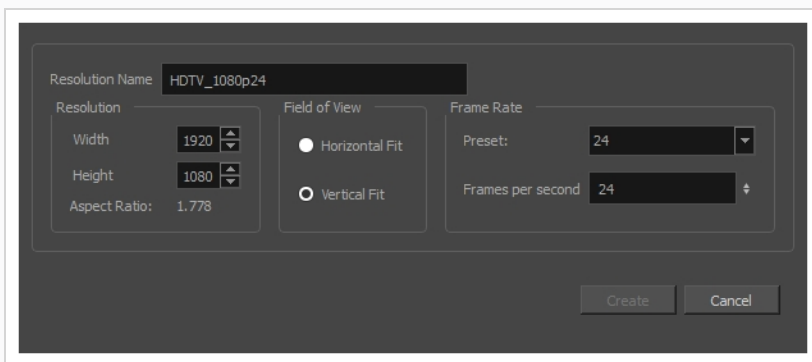 Resolution Name HDTV_1080p24
Resolution Field of View Frame Rate
Width 1920 Horizontal Fit Preset: 24
Height 1080
Aspect Ratio: 1.778 Vertical Fit Frames per second 24
Create Cancel